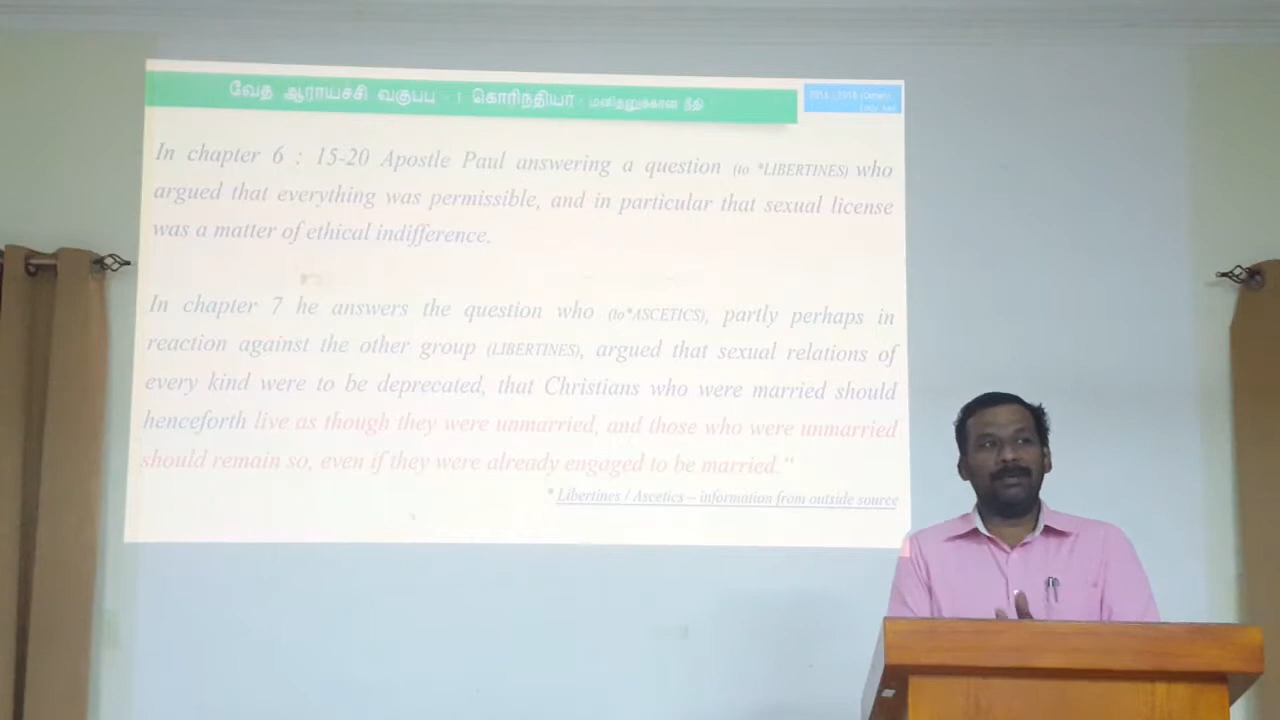 வேத ஆராய்ச்சி வகுப்பு - 1 கொரிந்தியர் - மனிதனுக்கான நீதி
In chapter 6 : 15-20 Apostle Paul answering a question (to *LIBERTINES) who
argued that everything was permissible, and in particular that sexual license
was a matter of ethical indifference.
In chapter 7 he answers the question who (to*ASCETICS), partly perhaps in
reaction against the other group (LIBERTINES), argued that sexual relations of
every kind were to be deprecated, that Christians who were married should
henceforth live as though they were unmarried, and those who were unmarried
should remain so, even if they were already engaged to be married."
* Libertines / Ascetics – information from outside source